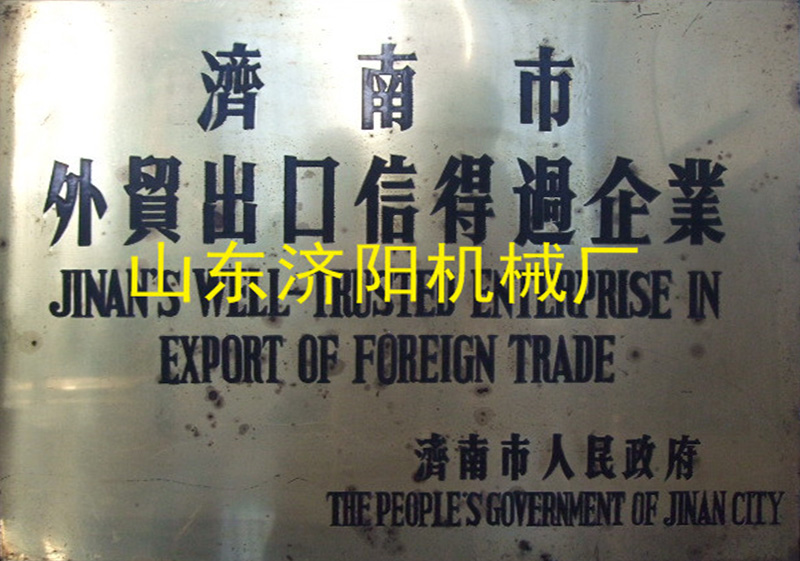 濟南市
外貿出口信得過企業
山东济阳机械厂
JINAN'S WELL-TRUSTED ENTERPRISE IN
EXPORT OF FOREIGN TRADE
濟南市人民政府
THE PEOPLE'S GOVERNMENT OF JINAN CITY